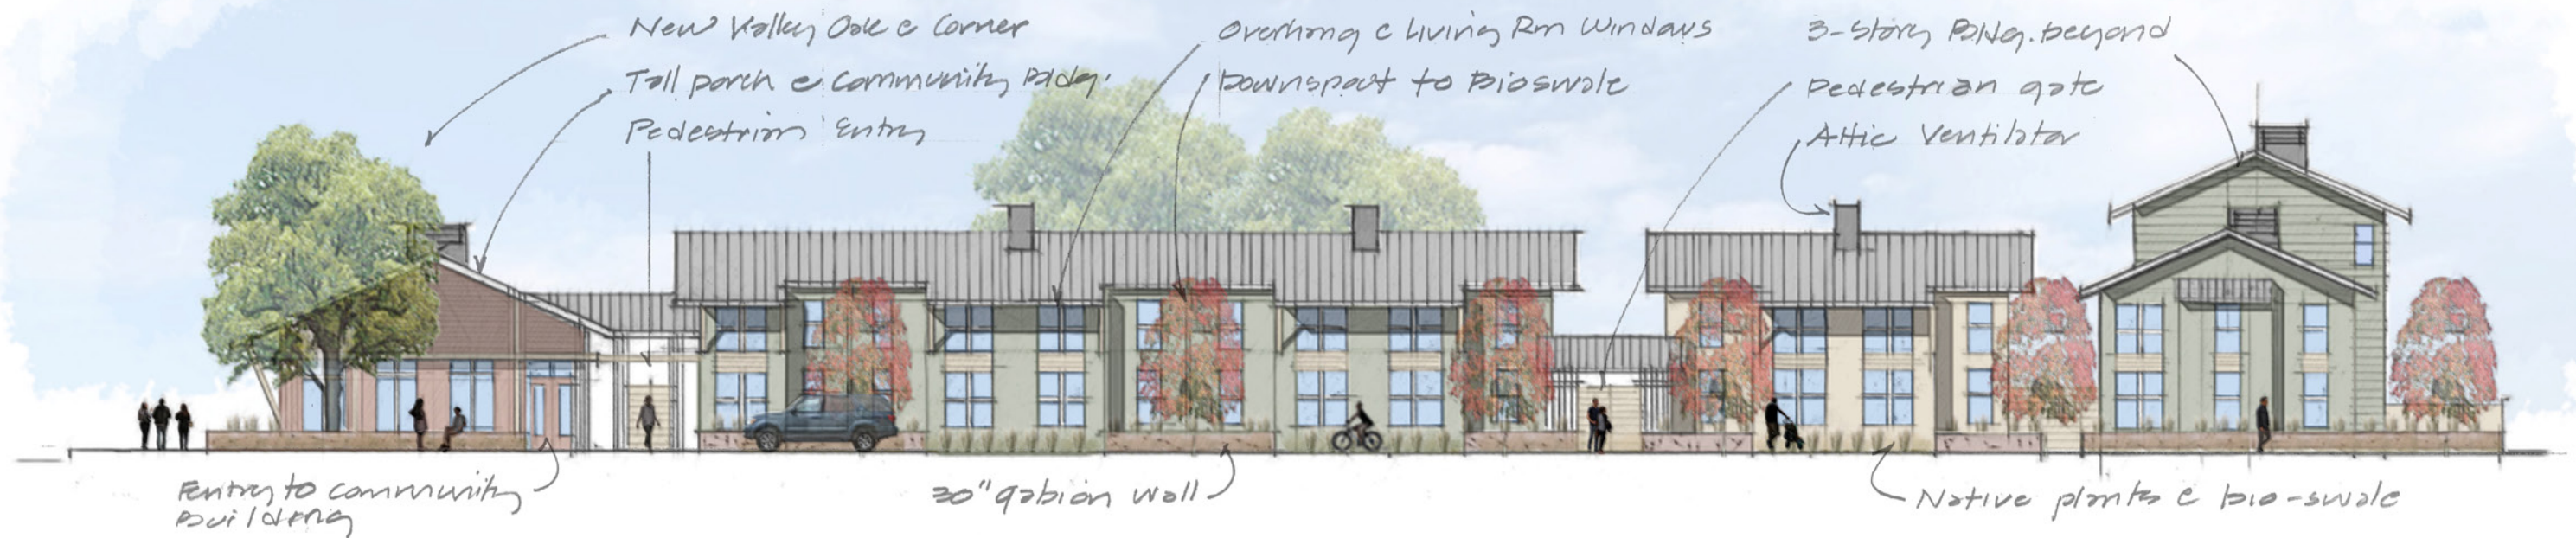 New Valley Oak @ Corner
Tall porch @ Community Bldg.
Pedestrian Entry
Overhang @ Living Rm Windows
Downspout to Bioswale
3-Story Bldg. beyond
Pedestrian gate
Attic Ventilator
Entry to community
Building
30" gabion wall
Native plants @ bio-swale